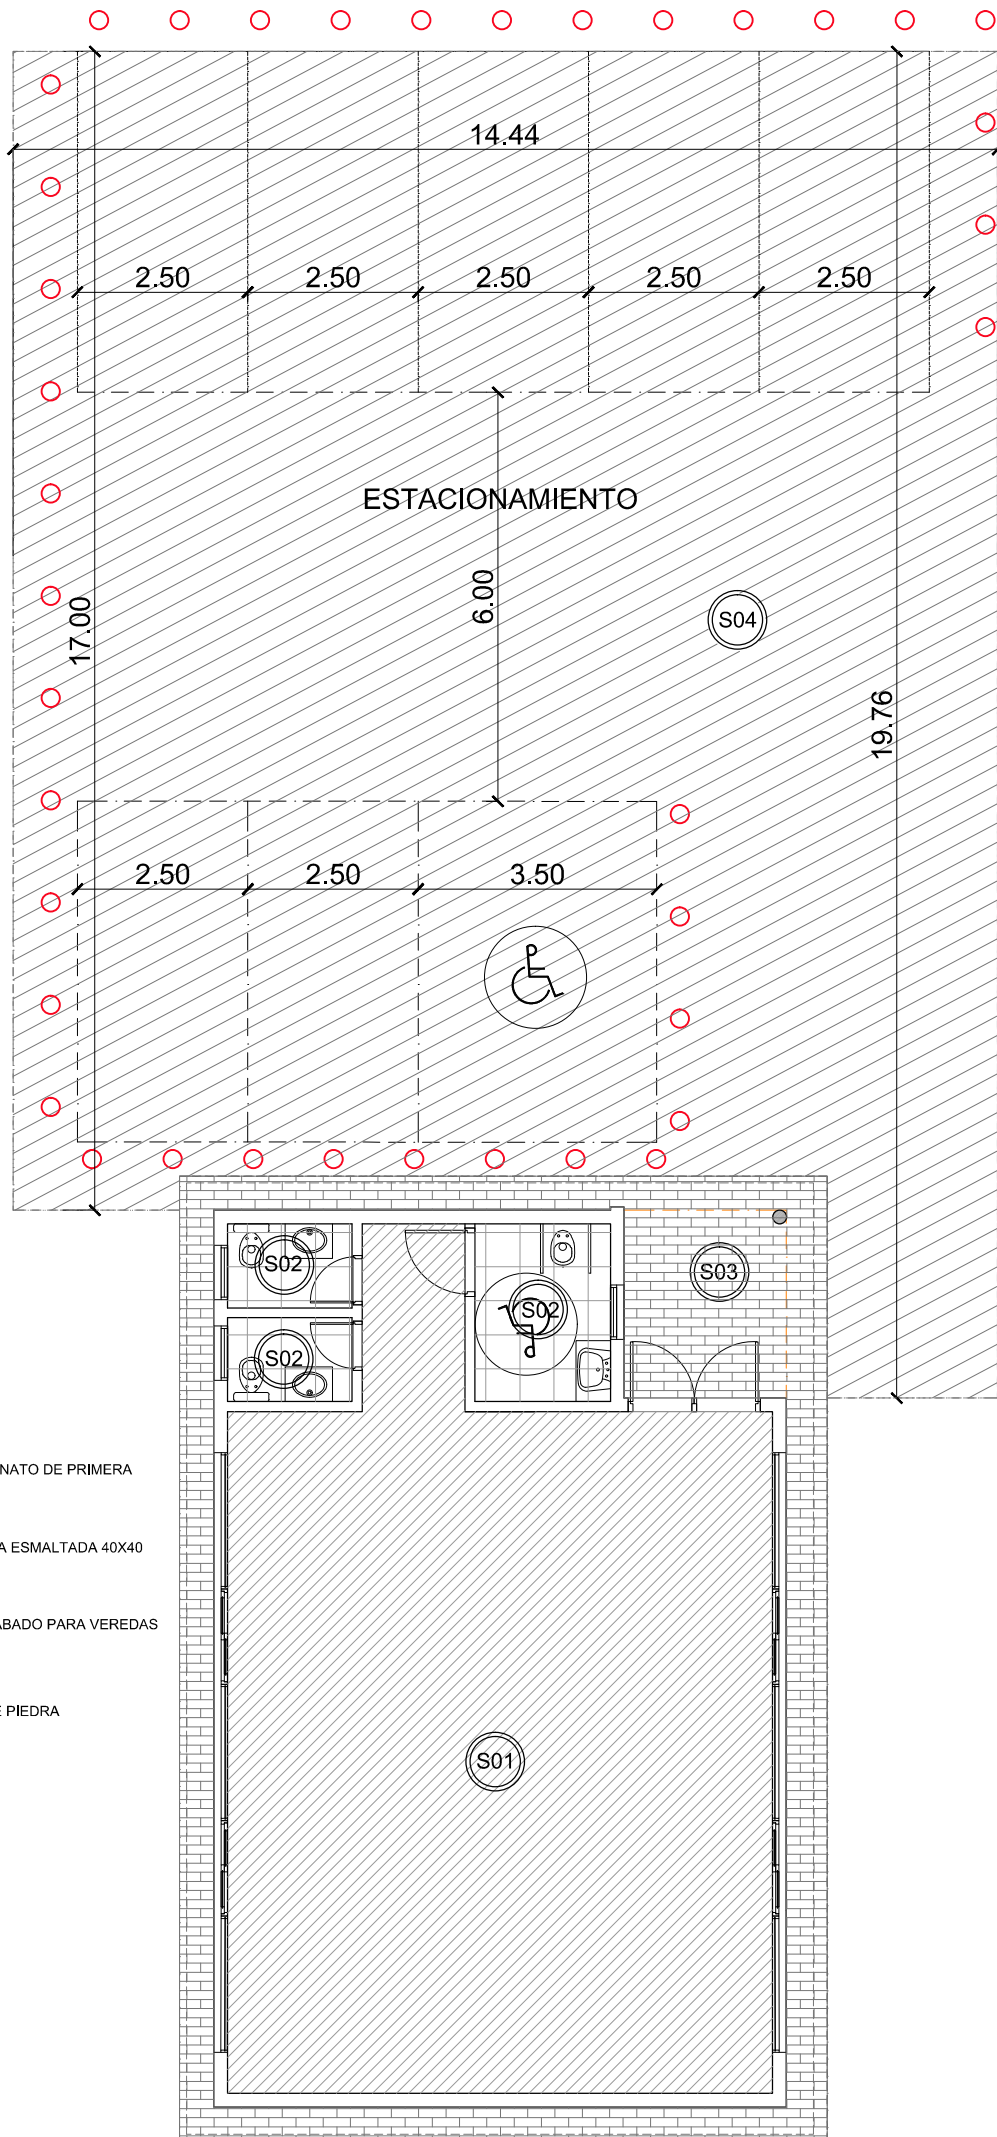 14.44
2.50 2.50 2.50 2.50 2.50
ESTACIONAMIENTO
6.00
17.00
S04
19.76
2.50 2.50 3.50
S02
S03
S02
S02
NATO DE PRIMERA
A ESMALTADA 40X40
ABADO PARA VEREDAS
E PIEDRA
S01